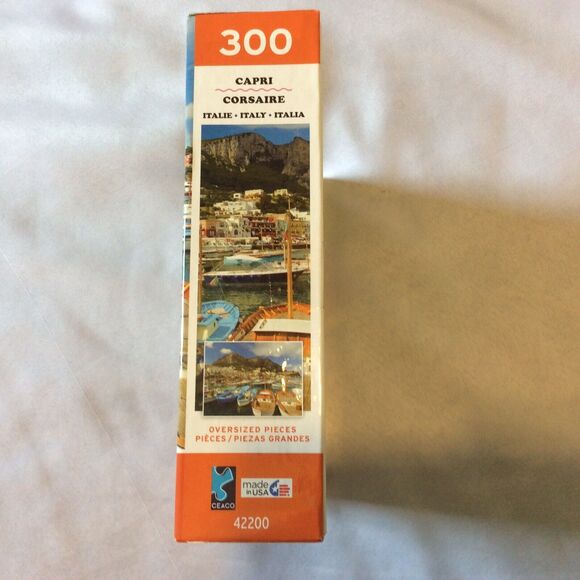 300
CAPRI
CORSAIRE
ITALIE • ITALY • ITALIA
OVERSIZED PIECES
PIÈCES / PIEZAS GRANDES
made
in USA
CEACO
42200